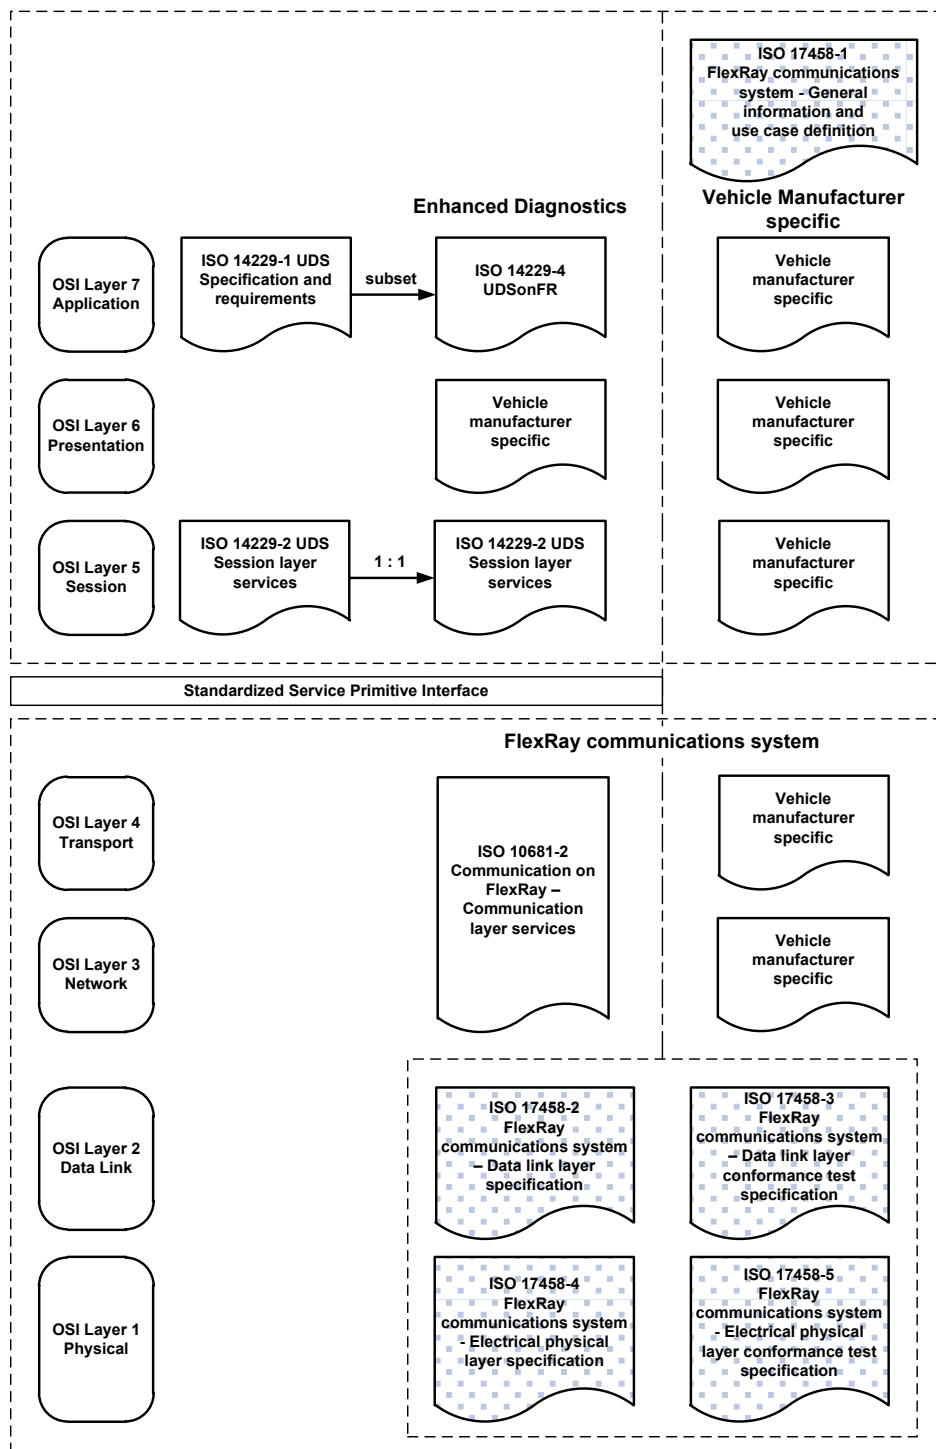 ISO 17458-1
FlexRay communications
system - General
information and
use case definition
Enhanced Diagnostics
Vehicle Manufacturer
specific
OSI Layer 7
Application
ISO 14229-1 UDS
Specification and
requirements
subset
ISO 14229-4
UDSonFR
Vehicle
manufacturer
specific
OSI Layer 6
Presentation
Vehicle
manufacturer
specific
Vehicle
manufacturer
specific
OSI Layer 5
Session
ISO 14229-2 UDS
Session layer
services
1 : 1
ISO 14229-2 UDS
Session layer
services
Vehicle
manufacturer
specific
Standardized Service Primitive Interface
FlexRay communications system
OSI Layer 4
Transport
ISO 10681-2
Communication on
FlexRay –
Communication
layer services
Vehicle
manufacturer
specific
OSI Layer 3
Network
Vehicle
manufacturer
specific
OSI Layer 2
Data Link
ISO 17458-2
FlexRay
communications system
– Data link layer
specification
ISO 17458-3
FlexRay
communications system
– Data link layer
conformance test
specification
OSI Layer 1
Physical
ISO 17458-4
FlexRay
communications system
- Electrical physical
layer specification
ISO 17458-5
FlexRay
communications system
- Electrical physical
layer conformance test
specification